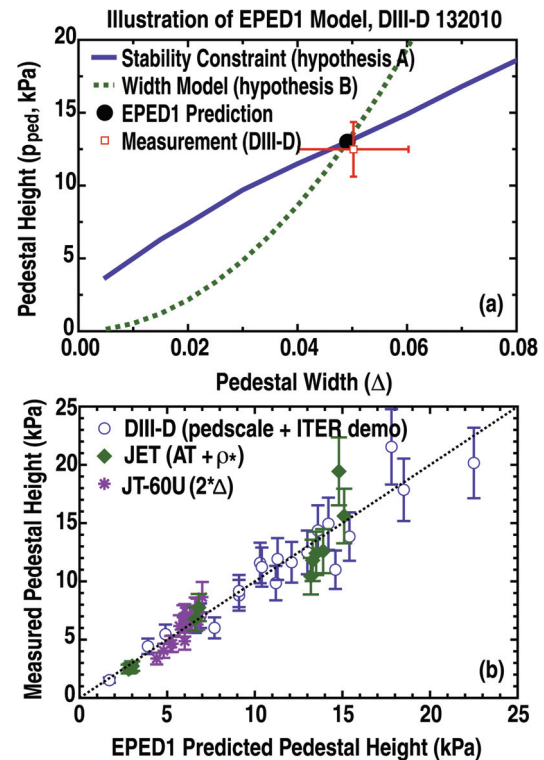 Illustration of EPED1 Model, DIII-D 132010
20
Stability Constraint (hypothesis A)
Width Model (hypothesis B)
EPED1 Prediction
Measurement (DIII-D)
15
10
5
0
Pedestal Height (pped, kPa)
(a)
0.00 0.02 0.04 0.06 0.08
Pedestal Width (Δ)
25
DIII-D (pedscale + ITER demo)
JET (AT + ρ*)
JT-60U (2*Δ)
20
15
10
5
0
Measured Pedestal Height (kPa)
(b)
0 5 10 15 20 25
EPED1 Predicted Pedestal Height (kPa)